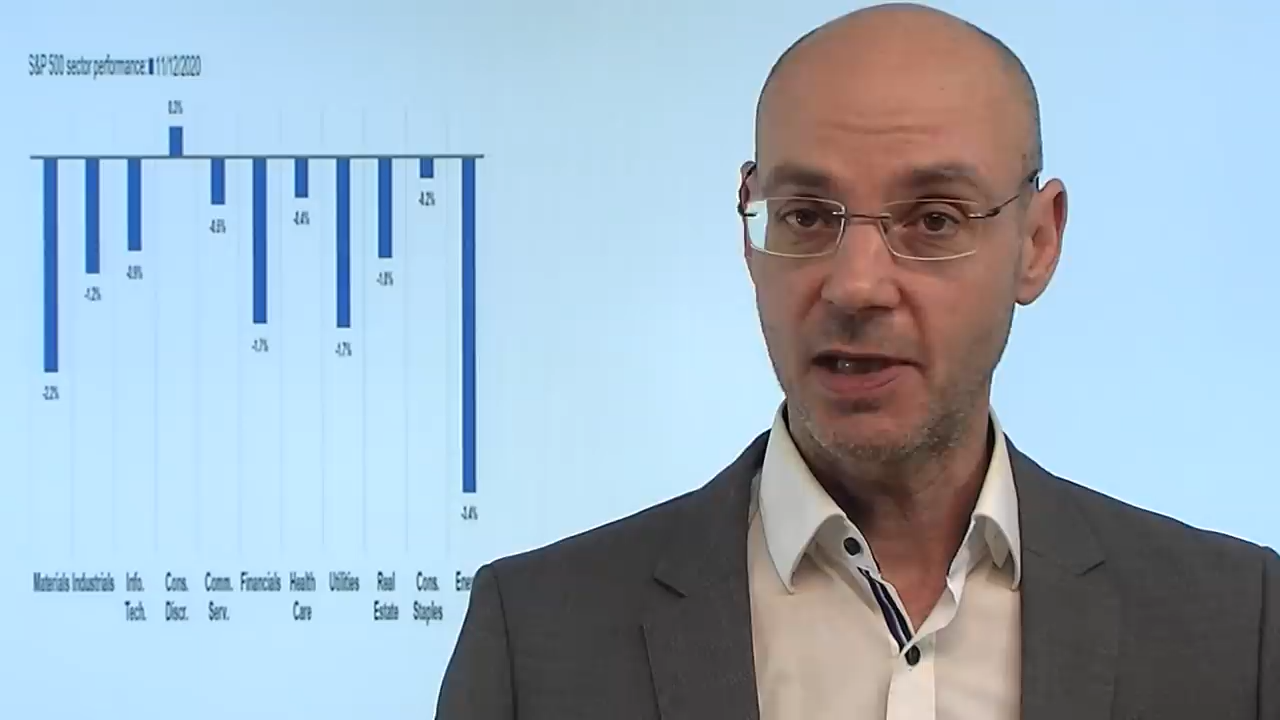 S&P 500 sector performance: 11/12/2020
0.3%
-0.2%
-0.5% -0.4%
-0.9% -1.0%
-1.2%
-1.7% -1.7%
-2.2%
-3.4%
Materials Industrials Info. Cons. Comm. Financials Health Utilities Real Cons. Ene
Tech. Discr. Serv. Care Estate Staples